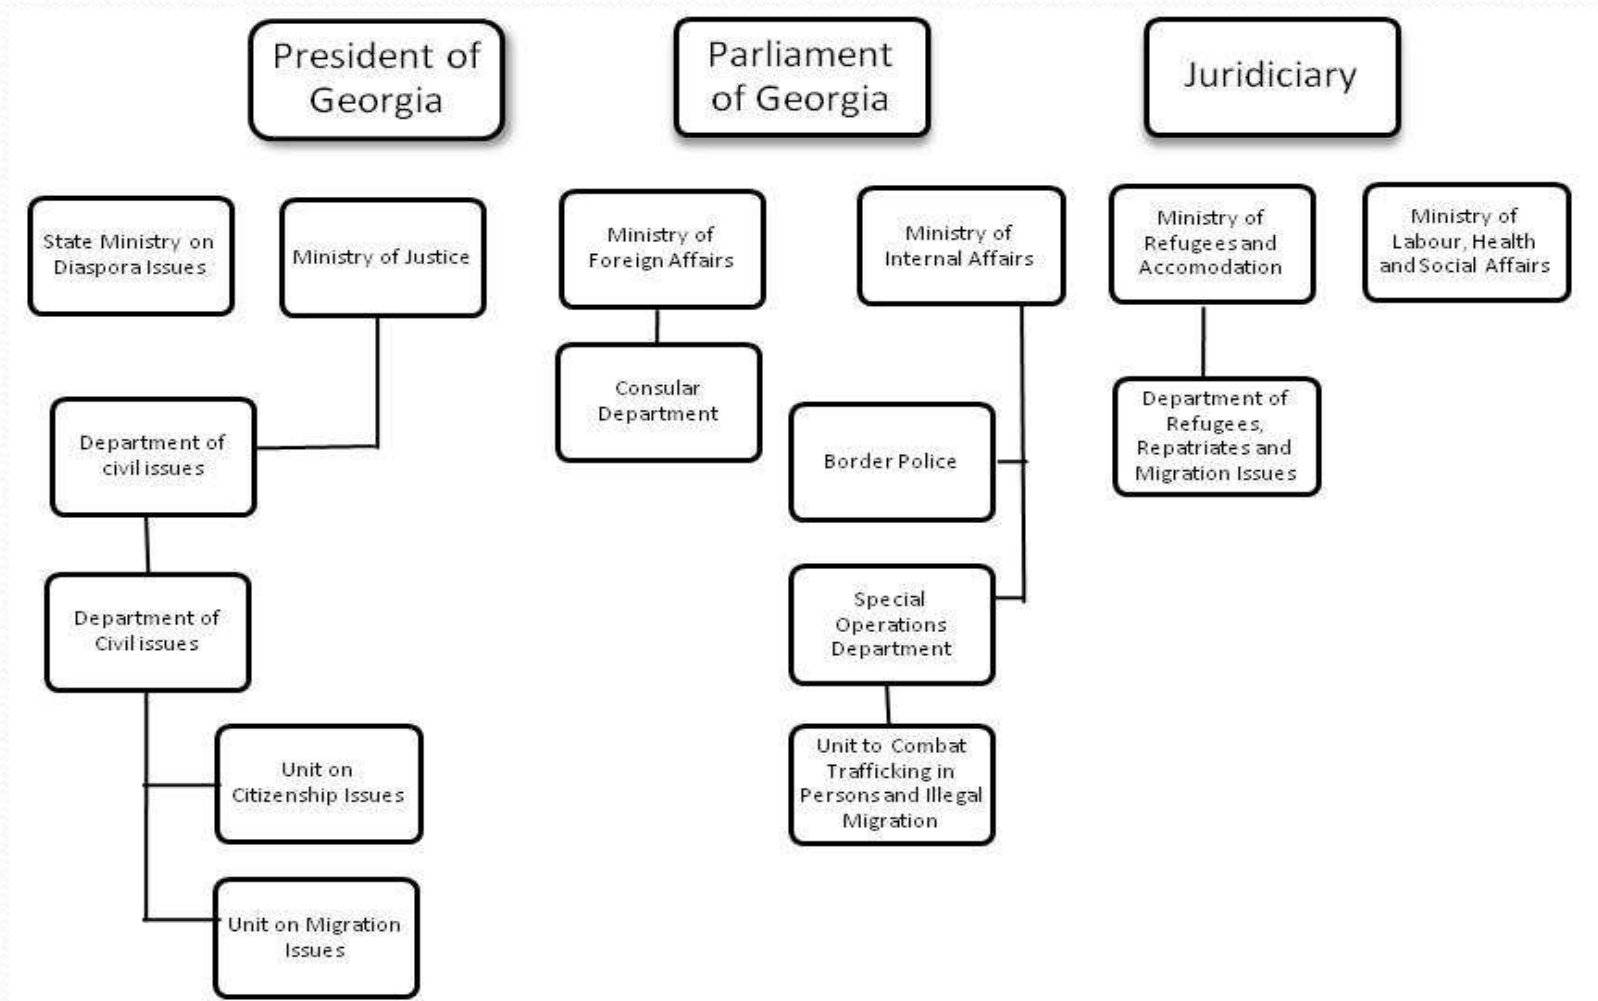 President of
Georgia
Parliament
of Georgia
Juridiciary
State Ministry on
Diaspora Issues
Ministry of Justice
Ministry of
Foreign Affairs
Ministry of
Internal Affairs
Ministry of
Refugees and
Accomodation
Ministry of
Labour, Health
and Social Affairs
Department of
civil issues
Consular
Department
Border Police
Department of
Refugees,
Repatriates and
Migration Issues
Department of
Civil issues
Special
Operations
Department
Unit on
Citizenship Issues
Unit to Combat
Trafficking in
Persons and Illegal
Migration
Unit on Migration
Issues